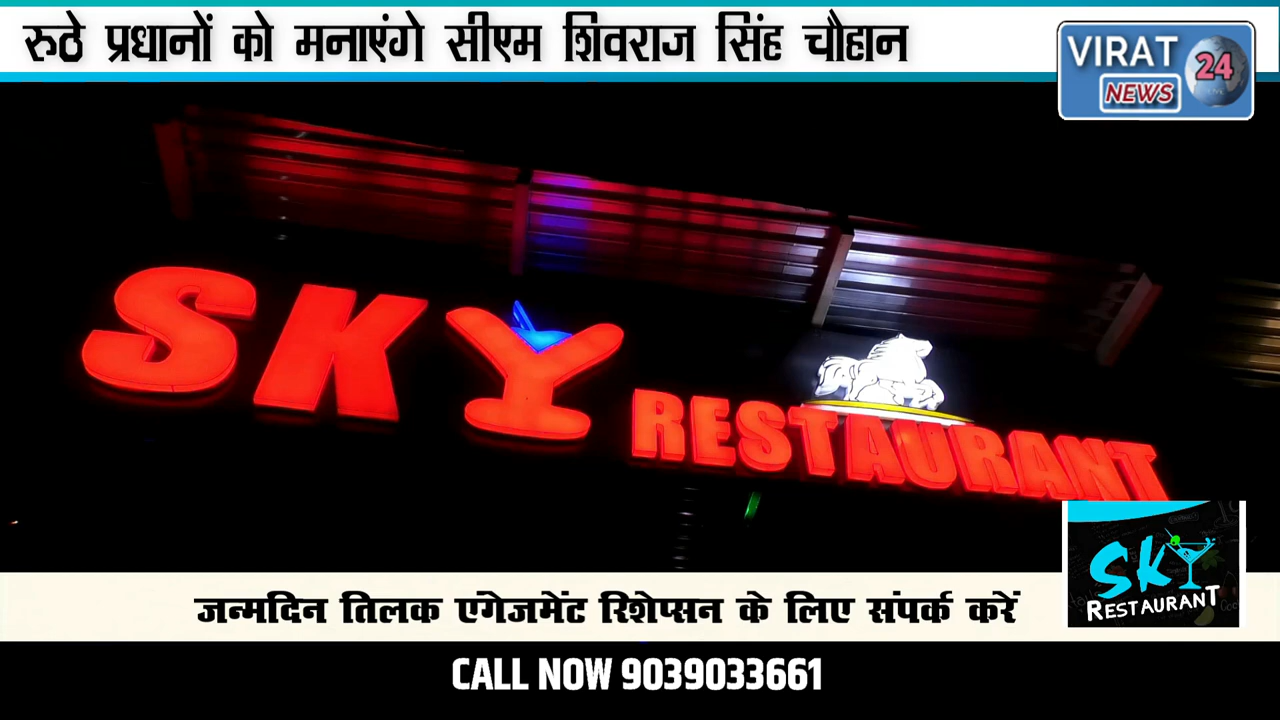 रुठे प्रधानों को मनाएंगे सीएम शिवराज सिंह चौहान
VIRAT 24
NEWS
SKY RESTAURANT
SKY
RESTAURANT
जन्मदिन तिलक एंगेजमेंट रिशेप्सन के लिए संपर्क करें
CALL NOW 9039033661